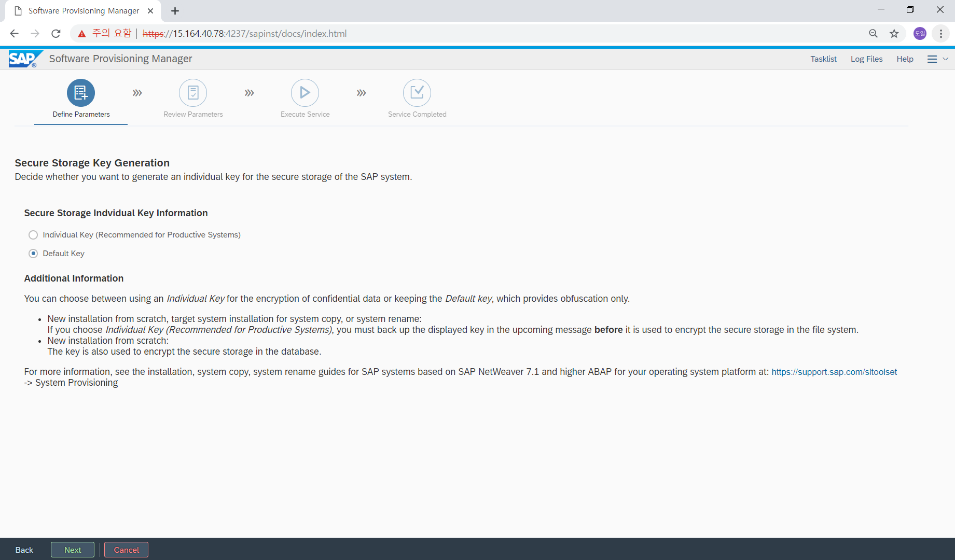 Software Provisioning Manager
주의 요함 | https://15.164.40.78:4237/sapinst/docs/index.html
SAP Software Provisioning Manager Tasklist Log Files Help
Define Parameters Review Parameters Execute Service Service Completed
Secure Storage Key Generation
Decide whether you want to generate an individual key for the secure storage of the SAP system.
Secure Storage Indvidual Key Information
Individual Key (Recommended for Productive Systems)
Default Key
Additional Information
You can choose between using an Individual Key for the encryption of confidential data or keeping the Default key, which provides obfuscation only.
• New installation from scratch, target system installation for system copy, or system rename:
If you choose Individual Key (Recommended for Productive Systems), you must back up the displayed key in the upcoming message before it is used to encrypt the secure storage in the file system.
• New installation from scratch:
The key is also used to encrypt the secure storage in the database.
For more information, see the installation, system copy, system rename guides for SAP systems based on SAP NetWeaver 7.1 and higher ABAP for your operating system platform at: https://support.sap.com/sltoolset
-> System Provisioning
Back Next Cancel